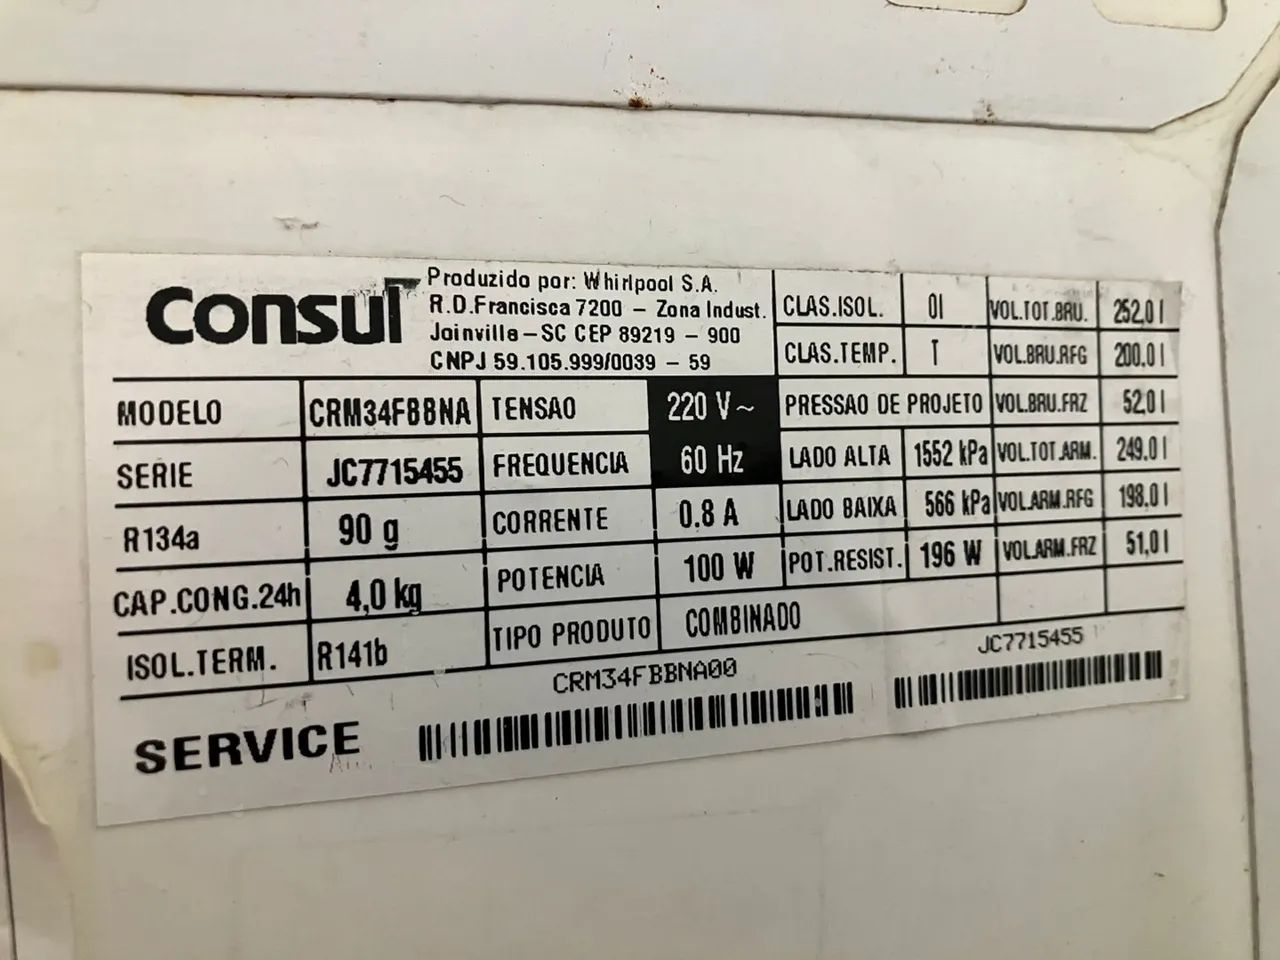 Consul
Produzido por: Whirlpool S.A.
R.D.Francisca 7200 – Zona Indust.
Joinville–SC CEP 89219 – 900
CNPJ 59.105.999/0039 – 59
CLAS.ISOL. 01 VOL.TOT.BRU. 252,0 l
CLAS.TEMP. T VOL.BRU.RFG 200,0 l
MODELO CRM34FBBNA TENSAO 220 V~ PRESSAO DE PROJETO VOL.BRU.FRZ 52,0 l
SERIE JC7715455 FREQUENCIA 60 Hz LADO ALTA 1552 kPa VOL.TOT.ARM. 249,0 l
R134a 90 g CORRENTE 0.8 A LADO BAIXA 566 kPa VOL.ARM.RFG 198,0 l
CAP.CONG.24h 4,0 kg POTENCIA 100 W POT.RESIST. 196 W VOL.ARM.FRZ 51,0 l
ISOL.TERM. R141b TIPO PRODUTO COMBINADO
SERVICE CRM34FBBNA00 JC7715455